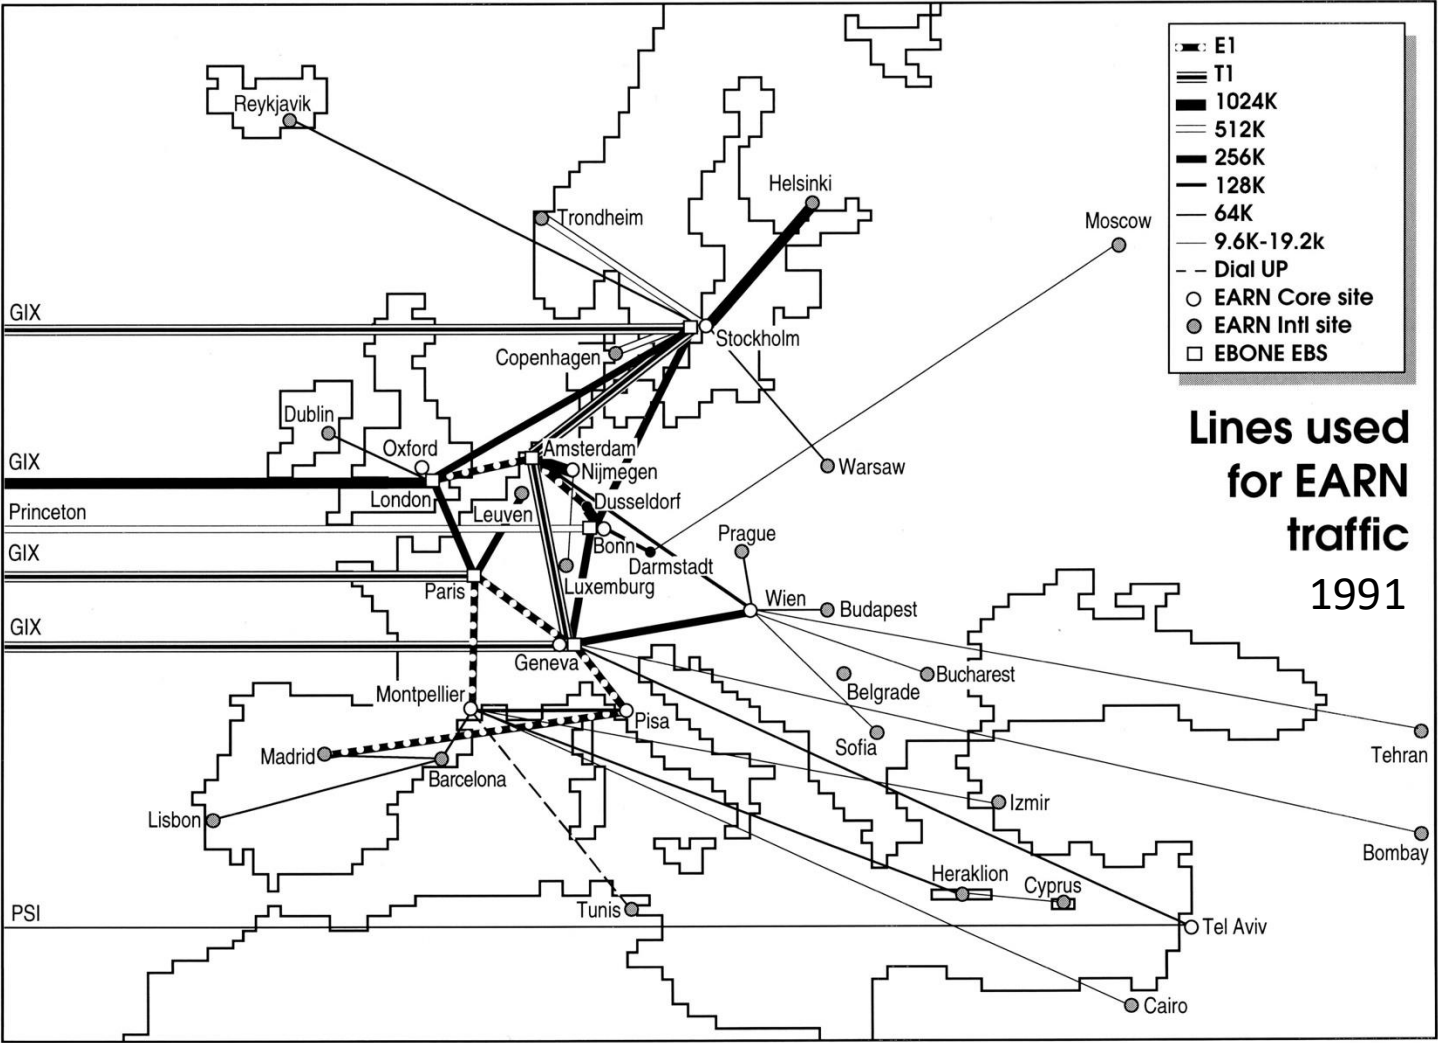 E1
T1
1024K
512K
256K
128K
64K
9.6K-19.2k
Dial UP
EARN Core site
EARN Intl site
EBONE EBS
Lines used
for EARN
traffic
1991
Reykjavik
Trondheim
Helsinki
Moscow
GIX
Stockholm
Copenhagen
Dublin
Oxford
Amsterdam
GIX
Nijmegen
Warsaw
London
Dusseldorf
Princeton
Leuven
Bonn
Prague
GIX
Darmstadt
Paris
Luxemburg
Wien
Budapest
GIX
Geneva
Bucharest
Belgrade
Montpellier
Pisa
Sofia
Madrid
Tehran
Barcelona
Izmir
Lisbon
Bombay
Heraklion
Cyprus
PSI
Tunis
Tel Aviv
Cairo